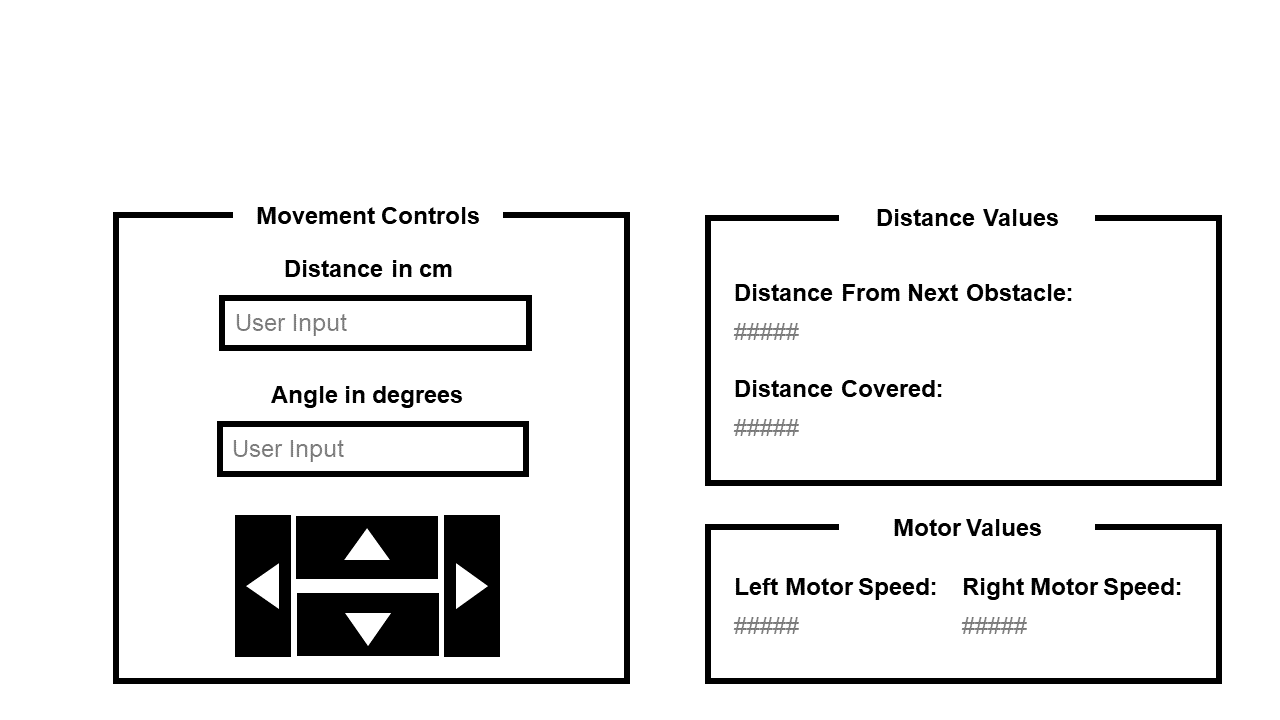 Movement Controls
Distance in cm
User Input
Angle in degrees
User Input
Distance Values
Distance From Next Obstacle:
#####
Distance Covered:
#####
Motor Values
Left Motor Speed: Right Motor Speed:
##### #####